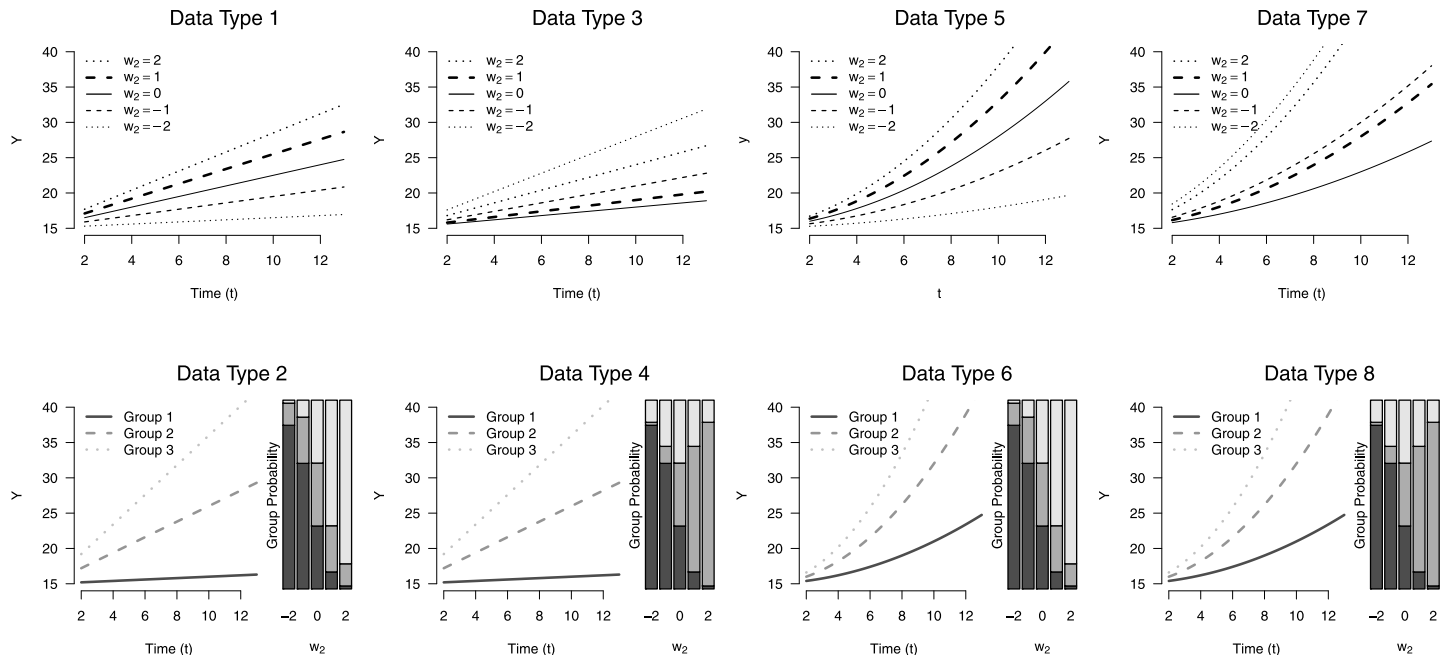 Data Type 1
40
35
30
25
20
15
Y
w₂ = 2
w₂ = 1
w₂ = 0
w₂ = −1
w₂ = −2
2 4 6 8 10 12
Time (t)
Data Type 3
40
35
30
25
20
15
Y
w₂ = 2
w₂ = 1
w₂ = 0
w₂ = −1
w₂ = −2
2 4 6 8 10 12
Time (t)
Data Type 5
40
35
30
25
20
15
y
w₂ = 2
w₂ = 1
w₂ = 0
w₂ = −1
w₂ = −2
2 4 6 8 10 12
t
Data Type 7
40
35
30
25
20
15
Y
w₂ = 2
w₂ = 1
w₂ = 0
w₂ = −1
w₂ = −2
2 4 6 8 10 12
Time (t)
Data Type 2
40
35
30
25
20
15
Y
Group 1
Group 2
Group 3
2 4 6 8 10 12
Time (t)
Group Probability
−2 0 2
w₂
Data Type 4
40
35
30
25
20
15
Y
Group 1
Group 2
Group 3
2 4 6 8 10 12
Time (t)
Group Probability
−2 0 2
w₂
Data Type 6
40
35
30
25
20
15
Y
Group 1
Group 2
Group 3
2 4 6 8 10 12
Time (t)
Group Probability
−2 0 2
w₂
Data Type 8
40
35
30
25
20
15
Y
Group 1
Group 2
Group 3
2 4 6 8 10 12
Time (t)
Group Probability
−2 0 2
w₂